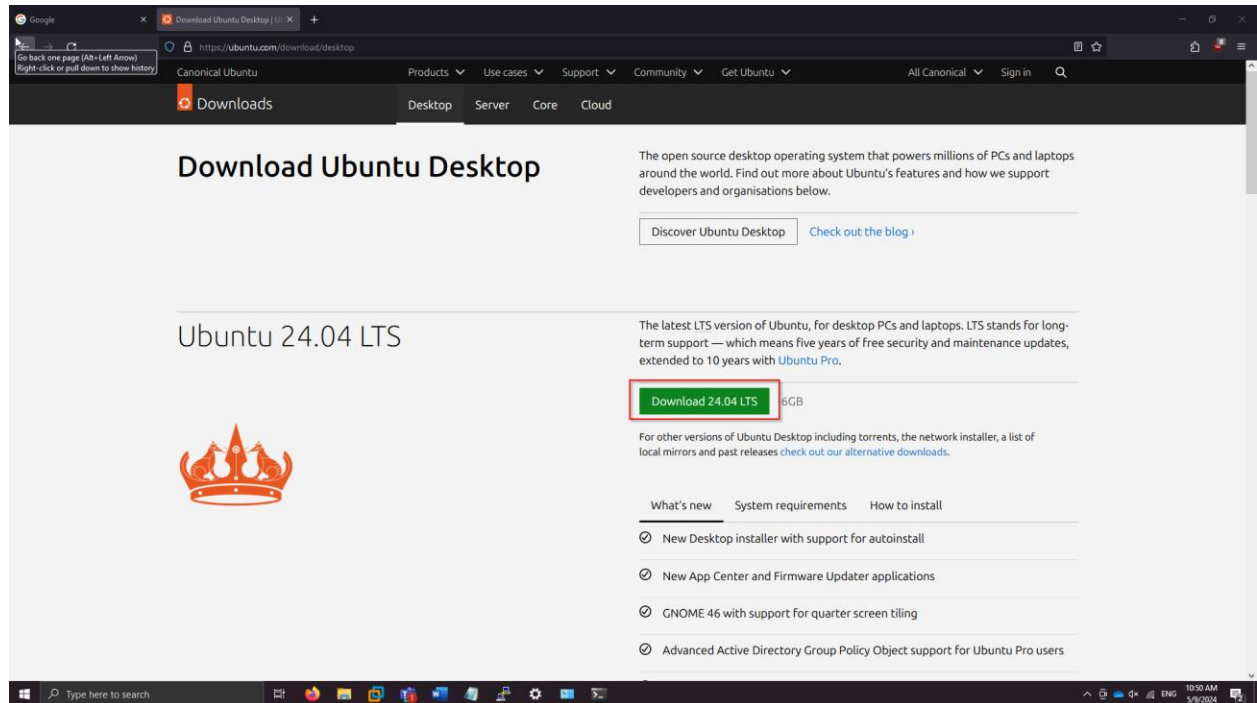 Google
Download Ubuntu Desktop | U
Go back one page (Alt+Left Arrow)
Right-click or pull down to show history
https://ubuntu.com/download/desktop
Canonical Ubuntu
Products
Use cases
Support
Community
Get Ubuntu
All Canonical
Sign in
Downloads
Desktop
Server
Core
Cloud
Download Ubuntu Desktop
The open source desktop operating system that powers millions of PCs and laptops
around the world. Find out more about Ubuntu's features and how we support
developers and organisations below.
Discover Ubuntu Desktop
Check out the blog ›
Ubuntu 24.04 LTS
The latest LTS version of Ubuntu, for desktop PCs and laptops. LTS stands for long-
term support — which means five years of free security and maintenance updates,
extended to 10 years with Ubuntu Pro.
Download 24.04 LTS
6GB
For other versions of Ubuntu Desktop including torrents, the network installer, a list of
local mirrors and past releases check out our alternative downloads.
What's new
System requirements
How to install
New Desktop installer with support for autoinstall
New App Center and Firmware Updater applications
GNOME 46 with support for quarter screen tiling
Advanced Active Directory Group Policy Object support for Ubuntu Pro users
Type here to search
ENG
10:50 AM
5/9/2024